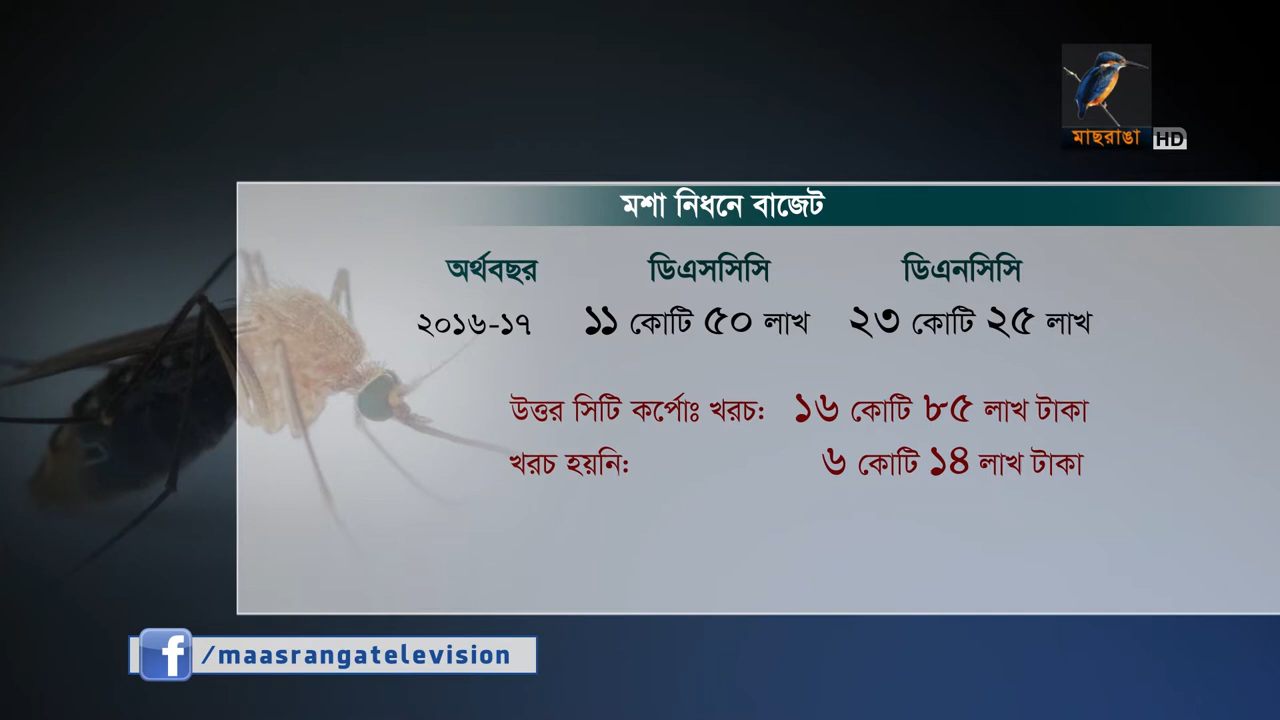 মাছরাঙা HD
মশা নিধনে বাজেট
অর্থবছর ডিএসসিসি ডিএনসিসি
২০১৬-১৭ ১১ কোটি ৫০ লাখ ২৩ কোটি ২৫ লাখ
উত্তর সিটি কর্পোঃ খরচ: ১৬ কোটি ৮৫ লাখ টাকা
খরচ হয়নি: ৬ কোটি ১৪ লাখ টাকা
f /maasrangatelevision